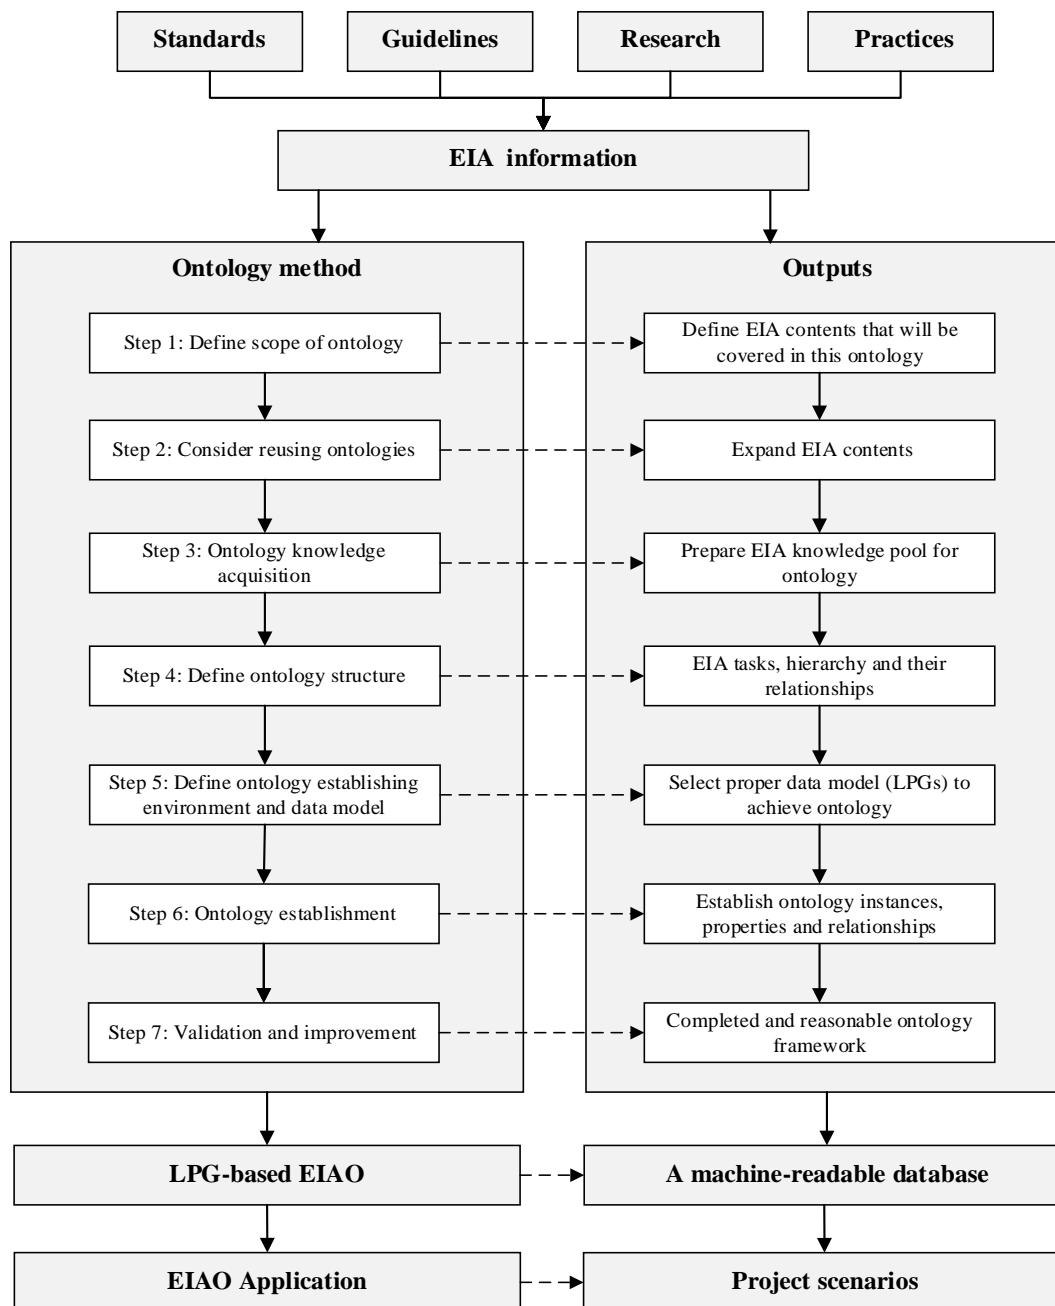 Standards
Guidelines
Research
Practices
EIA information
Ontology method
Step 1: Define scope of ontology
Step 2: Consider reusing ontologies
Step 3: Ontology knowledge
acquisition
Step 4: Define ontology structure
Step 5: Define ontology establishing
environment and data model
Step 6: Ontology establishment
Step 7: Validation and improvement
Outputs
Define EIA contents that will be
covered in this ontology
Expand EIA contents
Prepare EIA knowledge pool for
ontology
EIA tasks, hierarchy and their
relationships
Select proper data model (LPGs) to
achieve ontology
Establish ontology instances,
properties and relationships
Completed and reasonable ontology
framework
LPG-based EIAO
A machine-readable database
EIAO Application
Project scenarios